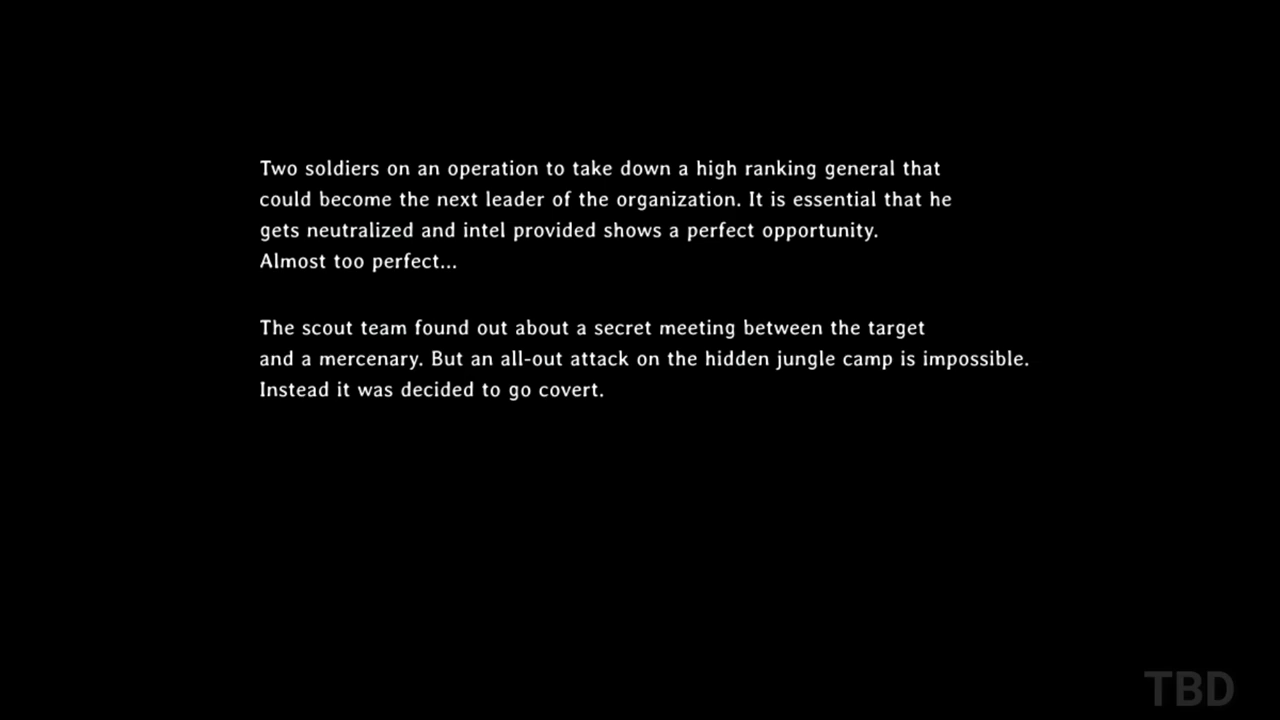 Two soldiers on an operation to take down a high ranking general that
could become the next leader of the organization. It is essential that he
gets neutralized and intel provided shows a perfect opportunity.
Almost too perfect...
The scout team found out about a secret meeting between the target
and a mercenary. But an all-out attack on the hidden jungle camp is impossible.
Instead it was decided to go covert.
TBD